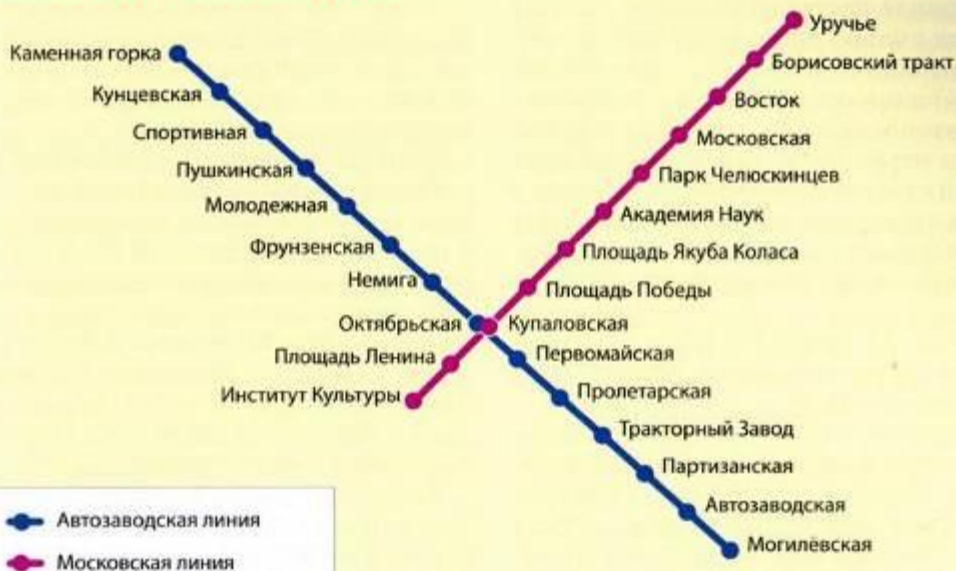 Уручье
Каменная горка
Борисовский тракт
Кунцевская
Восток
Спортивная
Московская
Пушкинская
Парк Челюскинцев
Молодежная
Академия Наук
Фрунзенская
Площадь Якуба Коласа
Немига
Площадь Победы
Октябрьская
Купаловская
Площадь Ленина
Первомайская
Институт Культуры
Пролетарская
Тракторный Завод
Партизанская
Автозаводская
Могилёвская
Автозаводская линия
Московская линия